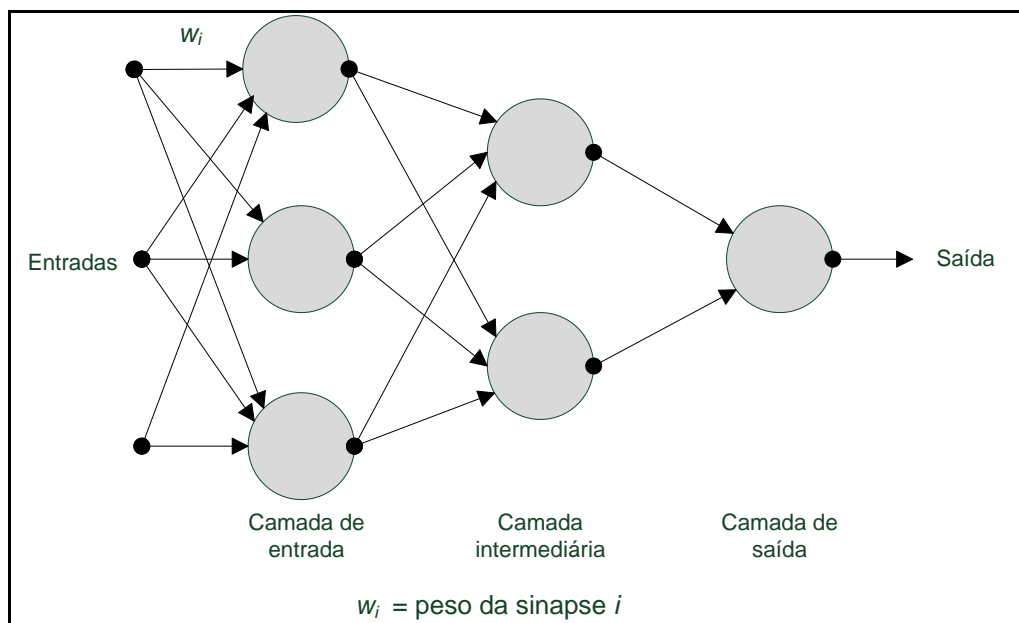 wi
Entradas
Saída
Camada de
entrada
Camada
intermediária
Camada de
saída
wi = peso da sinapse i